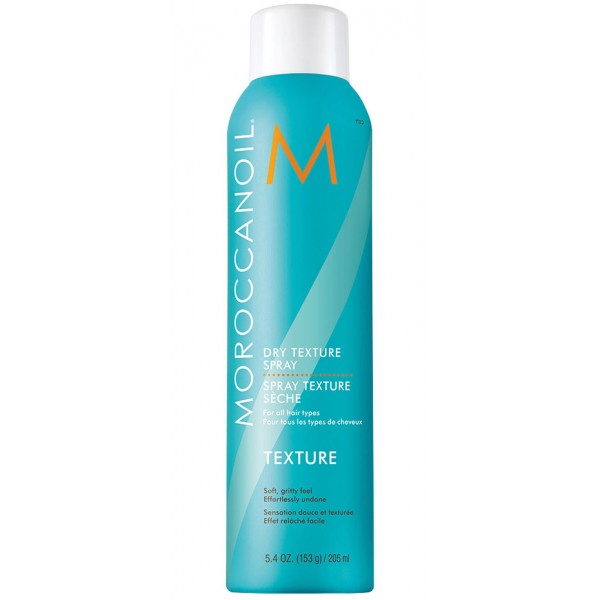 MOROCCANOIL®
M
DRY TEXTURE
SPRAY
SPRAY TEXTURE
SÈCHE
For all hair types
Pour tous les types de cheveux
TEXTURE
Soft, gritty feel
Effortlessly undone
Sensation douce et texturée
Effet relâché facile
5.4 OZ. (153 g) / 205 ml